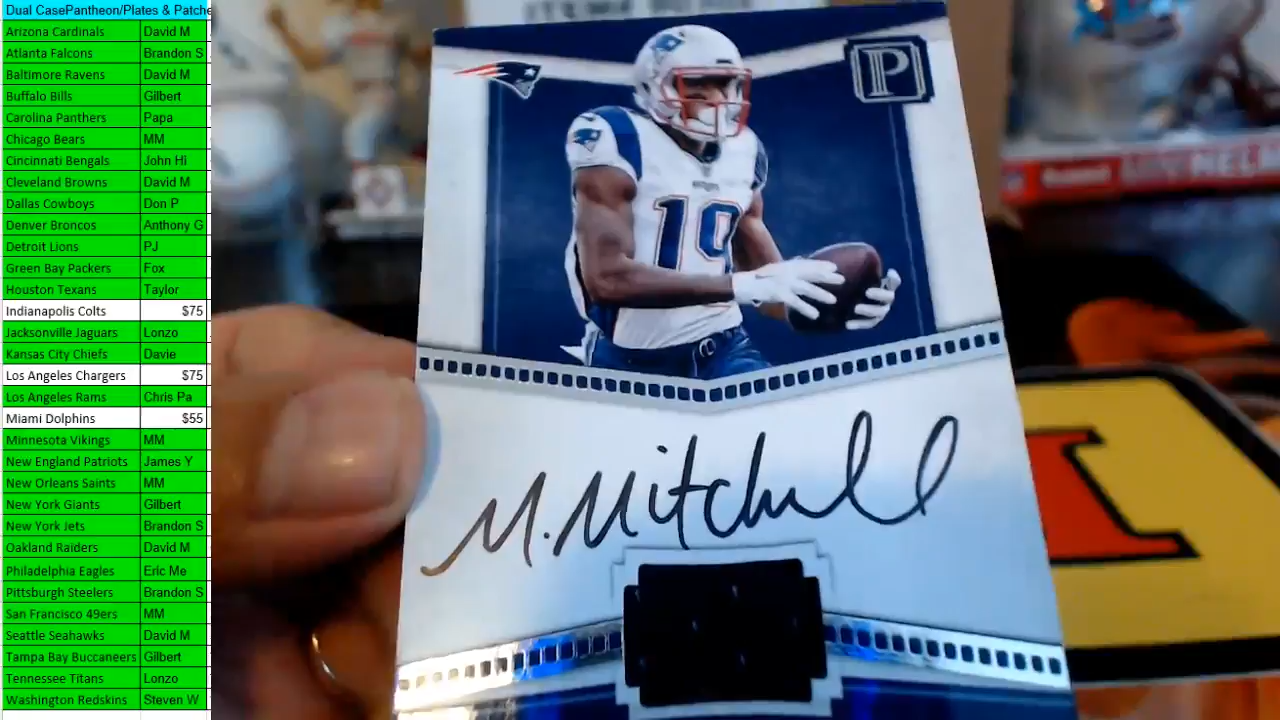 Dual CasePantheon/Plates & Patche
Arizona Cardinals David M
Atlanta Falcons Brandon S
Baltimore Ravens David M
Buffalo Bills Gilbert
Carolina Panthers Papa
Chicago Bears MM
Cincinnati Bengals John Hi
Cleveland Browns David M
Dallas Cowboys Don P
Denver Broncos Anthony G
Detroit Lions PJ
Green Bay Packers Fox
Houston Texans Taylor
Indianapolis Colts $75
Jacksonville Jaguars Lonzo
Kansas City Chiefs Davie
Los Angeles Chargers $75
Los Angeles Rams Chris Pa
Miami Dolphins $55
Minnesota Vikings MM
New England Patriots James Y
New Orleans Saints MM
New York Giants Gilbert
New York Jets Brandon S
Oakland Raiders David M
Philadelphia Eagles Eric Me
Pittsburgh Steelers Brandon S
San Francisco 49ers MM
Seattle Seahawks David M
Tampa Bay Buccaneers Gilbert
Tennessee Titans Lonzo
Washington Redskins Steven W
P
19
M. Mitchell
I